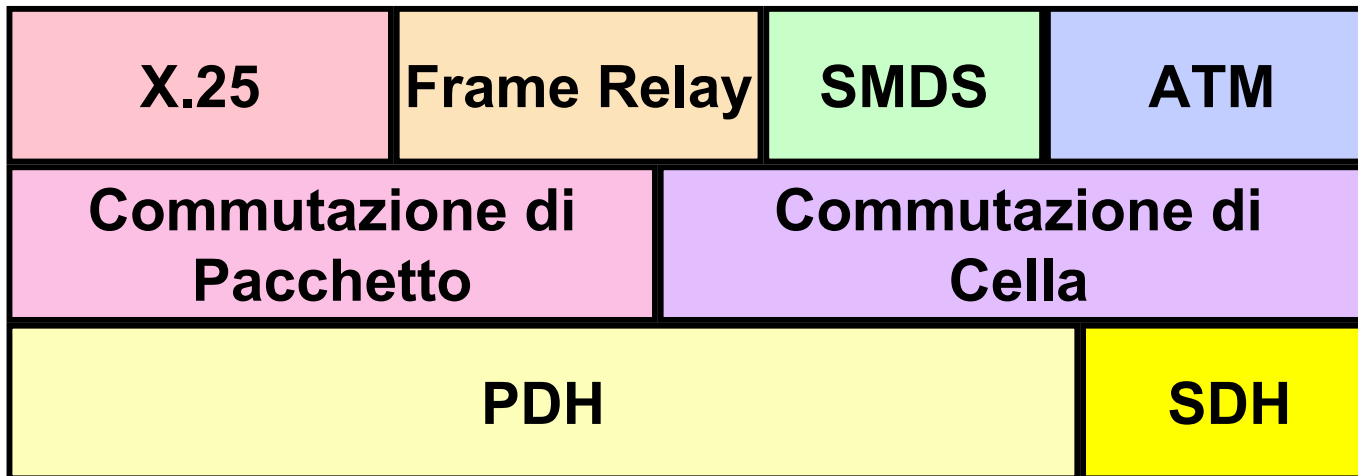 X.25
Frame Relay
SMDS
ATM
Commutazione di
Pacchetto
Commutazione di
Cella
PDH
SDH